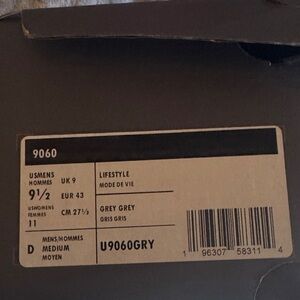 9060
USMENS
HOMMES
9½
USWOMENS
FEMMES
11
UK 9
EUR 43
CM 27½
LIFESTYLE
MODE DE VIE
GREY GREY
GRIS GRIS
D
MENS/HOMMES
MEDIUM
MOYEN
U9060GRY
1 96307 58311 4